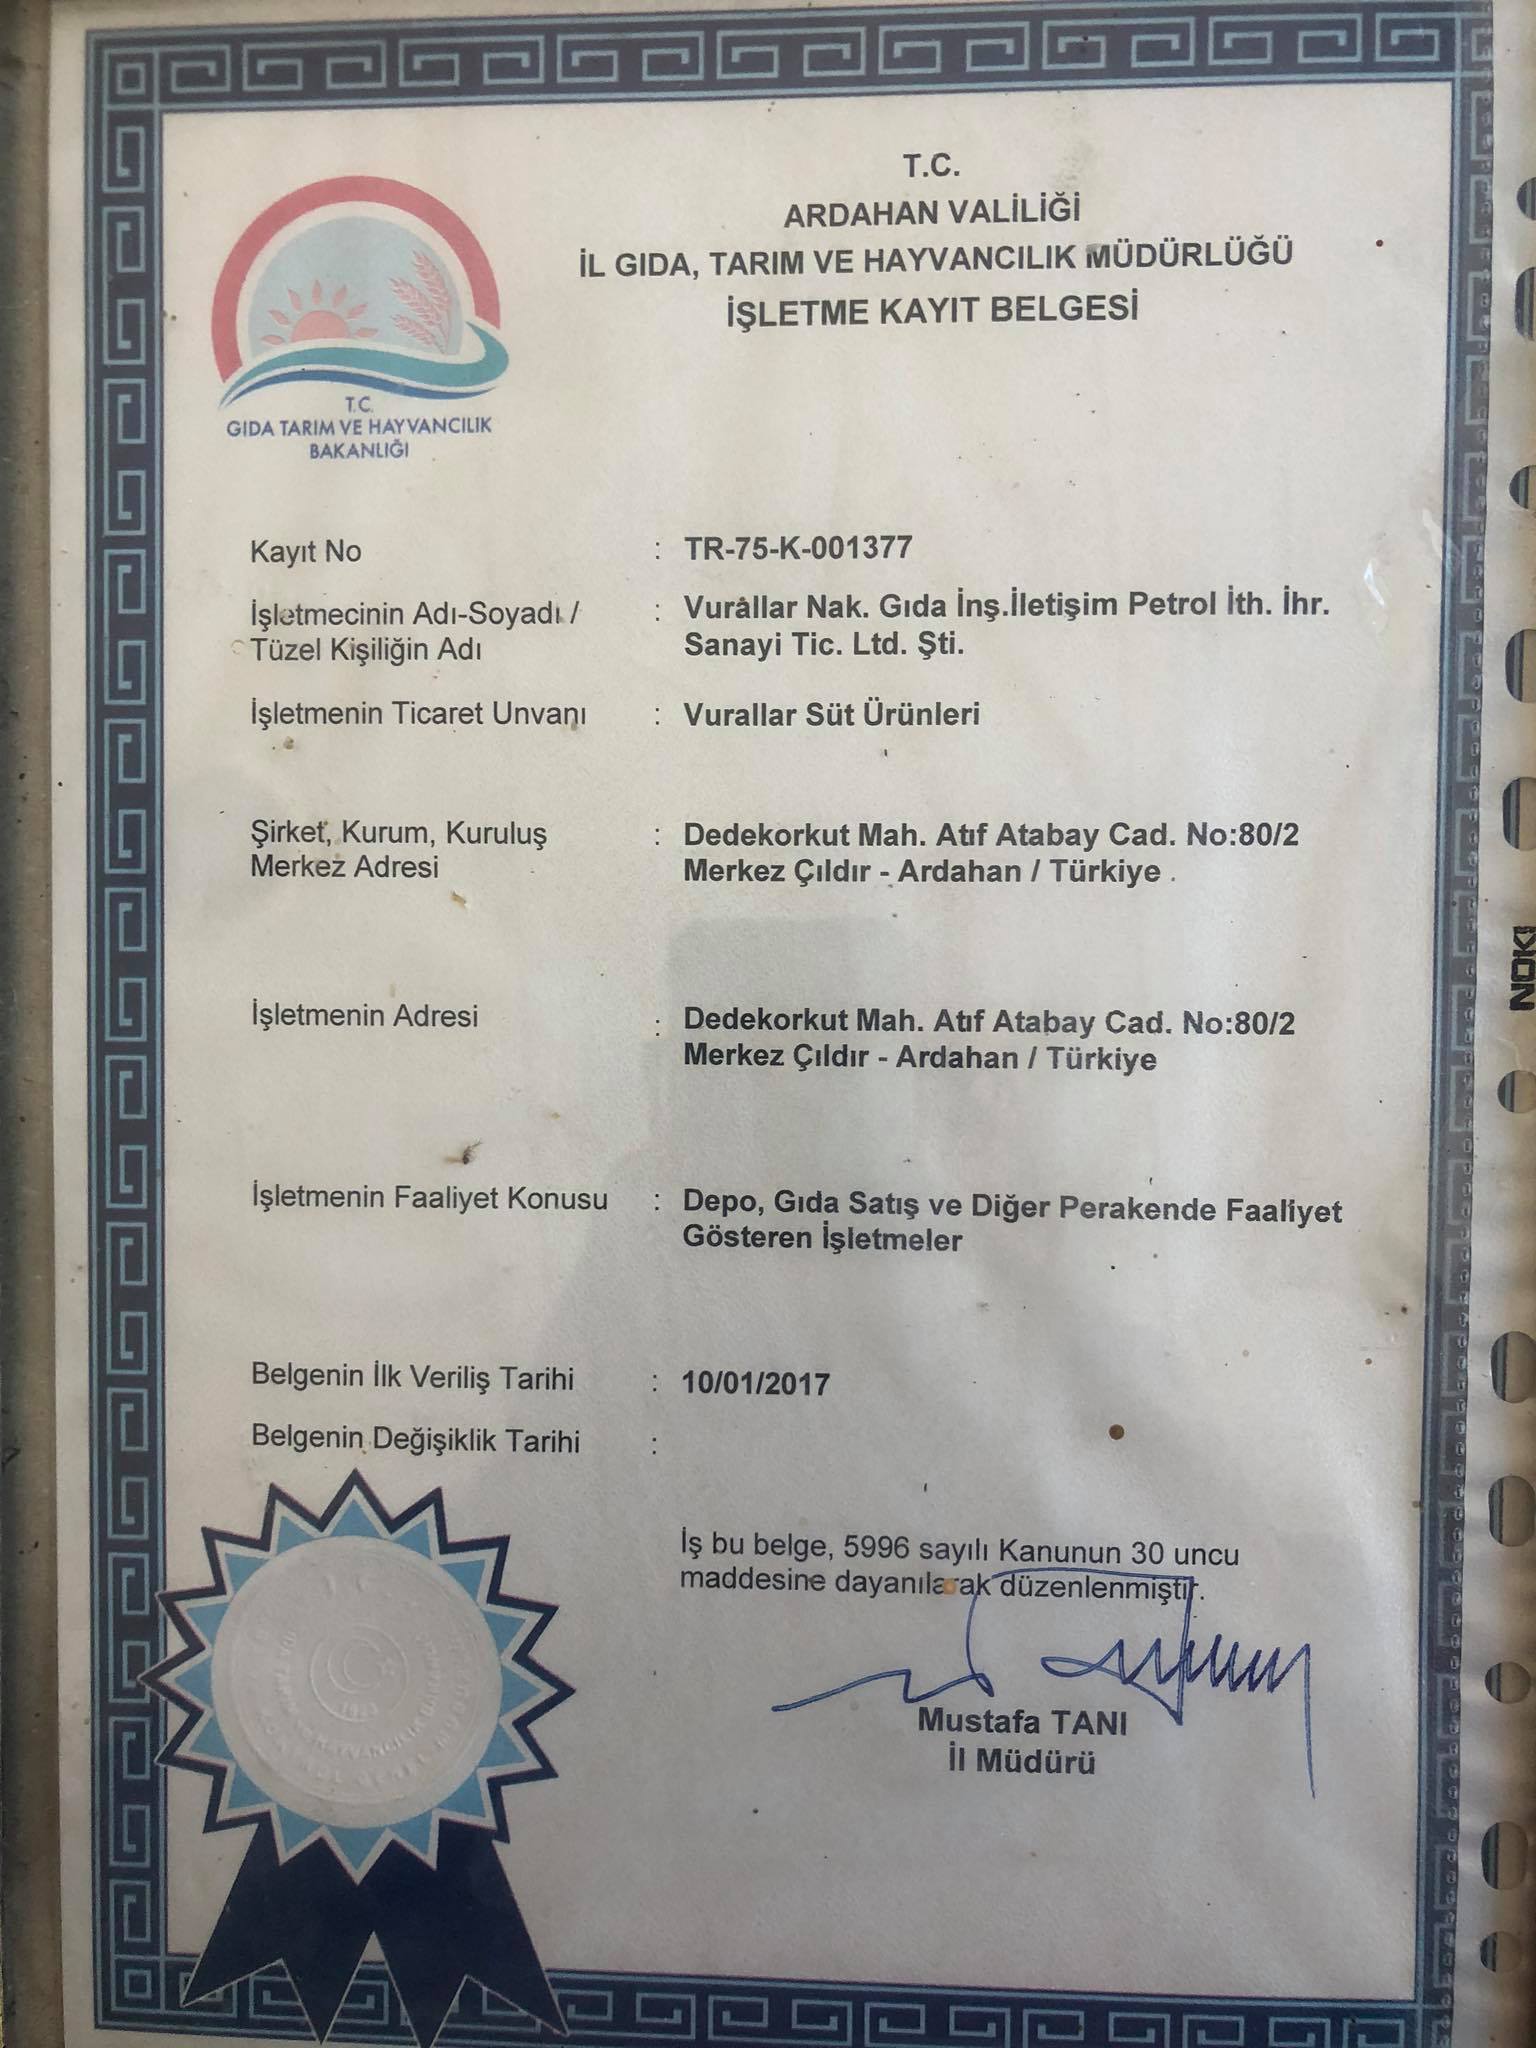 T.C.
ARDAHAN VALİLİĞİ
İL GIDA, TARIM VE HAYVANCILIK MÜDÜRLÜĞÜ
İŞLETME KAYIT BELGESİ
T.C.
GIDA TARIM VE HAYVANCILIK
BAKANLIĞI
Kayıt No : TR-75-K-001377
İşletmecinin Adı-Soyadı / : Vurallar Nak. Gıda İnş.İletişim Petrol İth. İhr.
Tüzel Kişiliğin Adı Sanayi Tic. Ltd. Şti.
İşletmenin Ticaret Unvanı : Vurallar Süt Ürünleri
Şirket, Kurum, Kuruluş : Dedekorkut Mah. Atıf Atabay Cad. No:80/2
Merkez Adresi Merkez Çıldır - Ardahan / Türkiye .
İşletmenin Adresi : Dedekorkut Mah. Atıf Atabay Cad. No:80/2
Merkez Çıldır - Ardahan / Türkiye
İşletmenin Faaliyet Konusu : Depo, Gıda Satış ve Diğer Perakende Faaliyet
Gösteren İşletmeler
Belgenin İlk Veriliş Tarihi : 10/01/2017
Belgenin Değişiklik Tarihi :
İş bu belge, 5996 sayılı Kanunun 30 uncu
maddesine dayanılarak düzenlenmiştir.
Mustafa TANI
İl Müdürü
NOKI